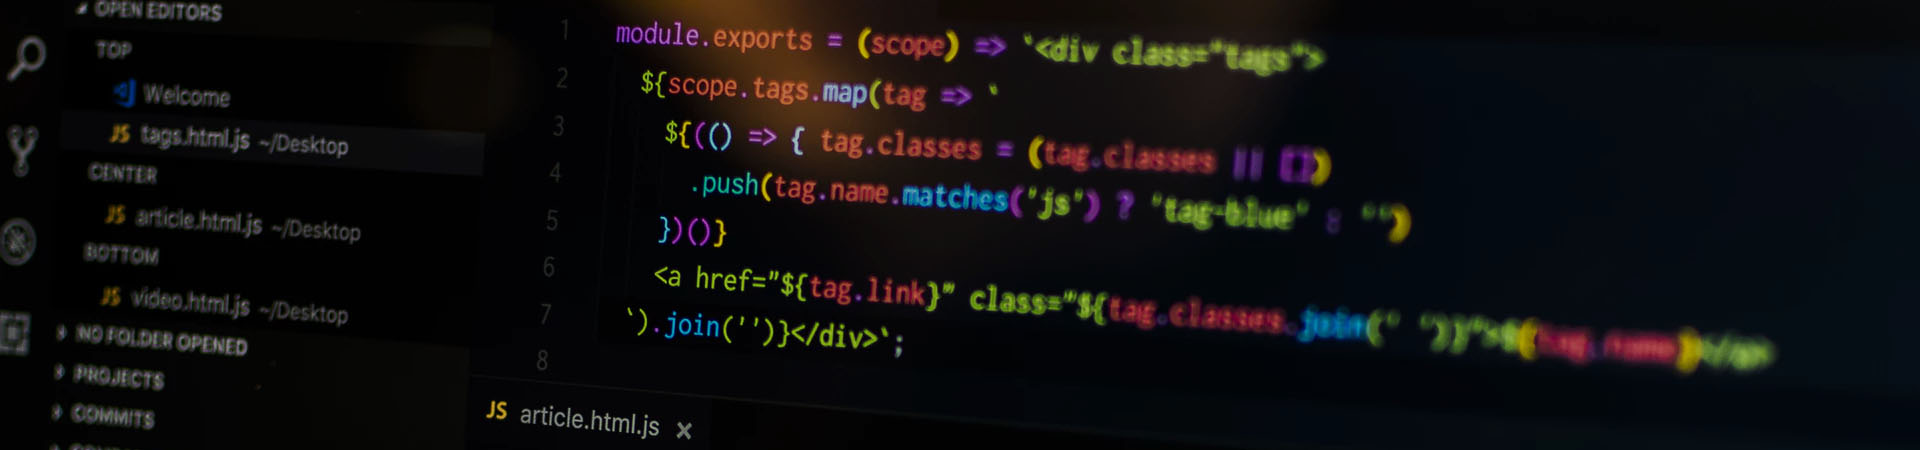 OPEN EDITORS
TOP
Welcome
JS tags.html.js ~/Desktop
CENTER
JS article.html.js ~/Desktop
BOTTOM
JS video.html.js ~/Desktop
NO FOLDER OPENED
PROJECTS
COMMITS
1 module.exports = (scope) => `<div class="tags">
2 ${scope.tags.map(tag => `
3 ${(() => { tag.classes = (tag.classes || [])
4 .push(tag.name.matches('js') ? 'tag-blue' : '')
5 })()}
6 <a href="${tag.link}" class="${tag.classes.join(' ')}">${tag.name}</a>
7 `).join('')}</div>`;
8
JS article.html.js ×